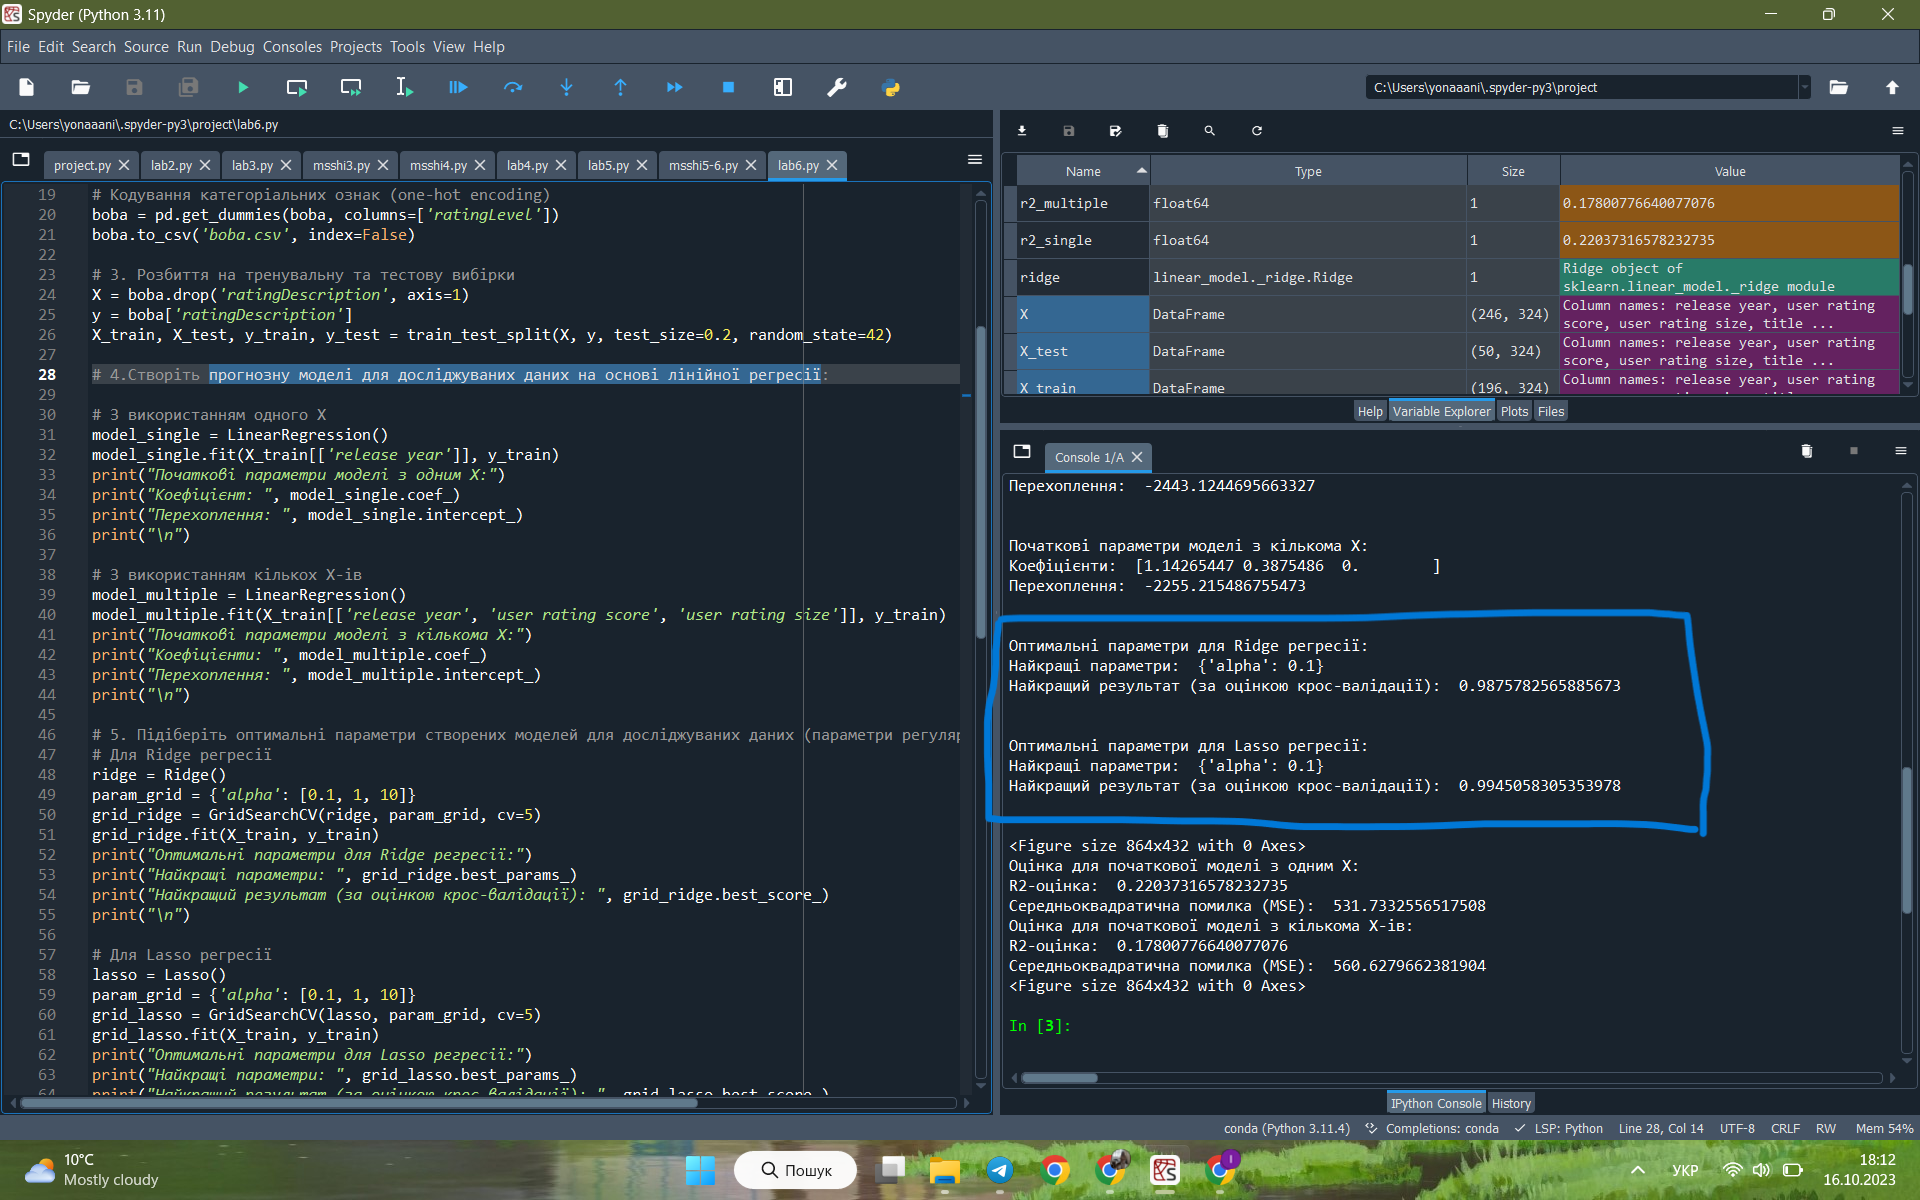 Spyder (Python 3.11)
File Edit Search Source Run Debug Consoles Projects Tools View Help
C:\Users\yonaaani\.spyder-py3\project
C:\Users\yonaaani\.spyder-py3\project\lab6.py
project.py lab2.py lab3.py msshi3.py msshi4.py lab4.py lab5.py msshi5-6.py lab6.py
19 # Кодування категоріальних ознак (one-hot encoding)
20 boba = pd.get_dummies(boba, columns=['ratingLevel'])
21 boba.to_csv('boba.csv', index=False)
22
23 # 3. Розбиття на тренувальну та тестову вибірки
24 X = boba.drop('ratingDescription', axis=1)
25 y = boba['ratingDescription']
26 X_train, X_test, y_train, y_test = train_test_split(X, y, test_size=0.2, random_state=42)
27
28 # 4.Створіть прогнозну моделі для досліджуваних даних на основі лінійної регресії:
29
30 # З використанням одного X
31 model_single = LinearRegression()
32 model_single.fit(X_train[['release year']], y_train)
33 print("Початкові параметри моделі з одним X:")
34 print("Коефіцієнт: ", model_single.coef_)
35 print("Перехоплення: ", model_single.intercept_)
36 print("\n")
37
38 # З використанням кількох X-ів
39 model_multiple = LinearRegression()
40 model_multiple.fit(X_train[['release year', 'user rating score', 'user rating size']], y_train)
41 print("Початкові параметри моделі з кількома X:")
42 print("Коефіцієнти: ", model_multiple.coef_)
43 print("Перехоплення: ", model_multiple.intercept_)
44 print("\n")
45
46 # 5. Підіберіть оптимальні параметри створених моделей для досліджуваних даних (параметри регуляр
47 # Для Ridge регресії
48 ridge = Ridge()
49 param_grid = {'alpha': [0.1, 1, 10]}
50 grid_ridge = GridSearchCV(ridge, param_grid, cv=5)
51 grid_ridge.fit(X_train, y_train)
52 print("Оптимальні параметри для Ridge регресії:")
53 print("Найкращі параметри: ", grid_ridge.best_params_)
54 print("Найкращий результат (за оцінкою крос-валідації): ", grid_ridge.best_score_)
55 print("\n")
56
57 # Для Lasso регресії
58 lasso = Lasso()
59 param_grid = {'alpha': [0.1, 1, 10]}
60 grid_lasso = GridSearchCV(lasso, param_grid, cv=5)
61 grid_lasso.fit(X_train, y_train)
62 print("Оптимальні параметри для Lasso регресії:")
63 print("Найкращі параметри: ", grid_lasso.best_params_)
64 print("Найкращий результат (за оцінкою крос-валідації): ", grid_lasso.best_score_)
Name Type Size Value
r2_multiple float64 1 0.17800776640077076
r2_single float64 1 0.22037316578232735
ridge linear_model._ridge.Ridge 1 Ridge object of
sklearn.linear_model._ridge module
X DataFrame (246, 324) Column names: release year, user rating
score, user rating size, title ...
X_test DataFrame (50, 324) Column names: release year, user rating
score, user rating size, title ...
X_train DataFrame (196, 324) Column names: release year, user rating
Help Variable Explorer Plots Files
Console 1/A
Перехоплення: -2443.1244695663327
Початкові параметри моделі з кількома X:
Коефіцієнти: [1.14265447 0.3875486 0. ]
Перехоплення: -2255.215486755473
Оптимальні параметри для Ridge регресії:
Найкращі параметри: {'alpha': 0.1}
Найкращий результат (за оцінкою крос-валідації): 0.9875782565885673
Оптимальні параметри для Lasso регресії:
Найкращі параметри: {'alpha': 0.1}
Найкращий результат (за оцінкою крос-валідації): 0.9945058305353978
<Figure size 864x432 with 0 Axes>
Оцінка для початкової моделі з одним X:
R2-оцінка: 0.22037316578232735
Середньоквадратична помилка (MSE): 531.7332556517508
Оцінка для початкової моделі з кількома X-ів:
R2-оцінка: 0.17800776640077076
Середньоквадратична помилка (MSE): 560.6279662381904
<Figure size 864x432 with 0 Axes>
In [3]:
IPython Console History
conda (Python 3.11.4) Completions: conda LSP: Python Line 28, Col 14 UTF-8 CRLF RW Mem 54%
10°C
Mostly cloudy
Пошук
УКР
18:12
16.10.2023